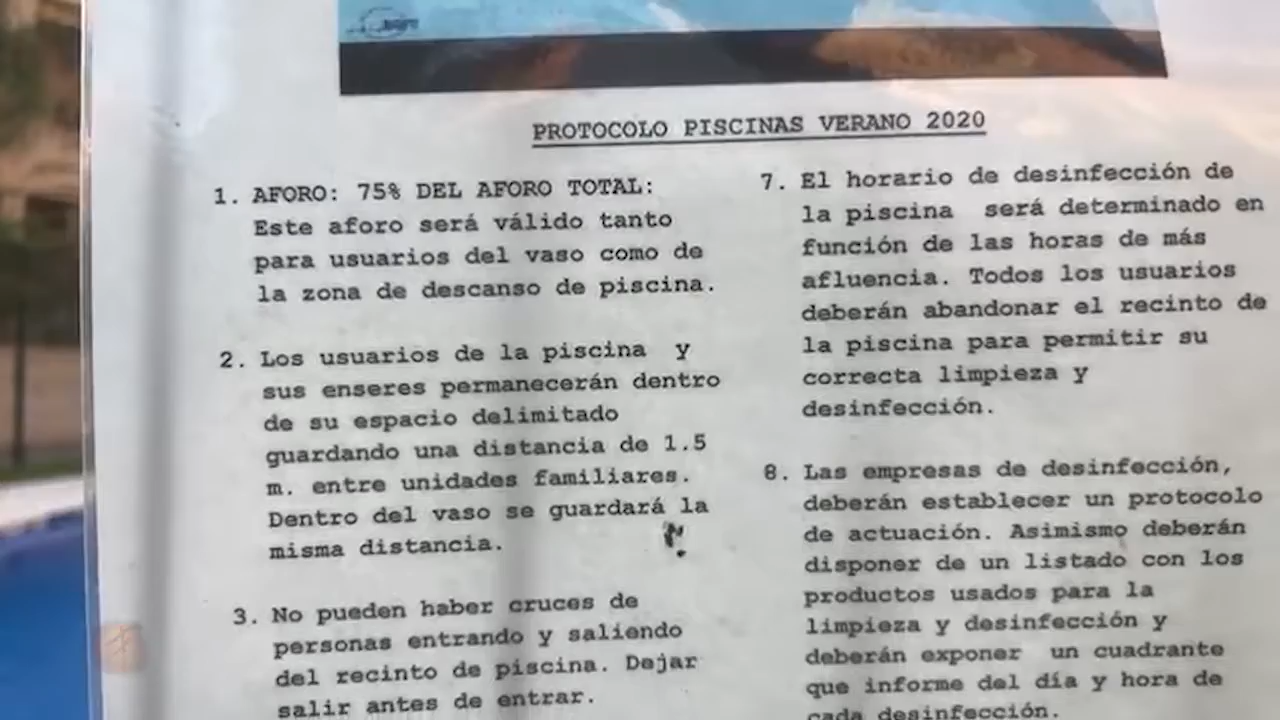 PROTOCOLO PISCINAS VERANO 2020
1. AFORO: 75% DEL AFORO TOTAL:
Este aforo será válido tanto
para usuarios del vaso como de
la zona de descanso de piscina.
2. Los usuarios de la piscina y
sus enseres permanecerán dentro
de su espacio delimitado
guardando una distancia de 1.5
m. entre unidades familiares.
Dentro del vaso se guardará la
misma distancia.
3. No pueden haber cruces de
personas entrando y saliendo
del recinto de piscina. Dejar
salir antes de entrar.
7. El horario de desinfección de
la piscina será determinado en
función de las horas de más
afluencia. Todos los usuarios
deberán abandonar el recinto de
la piscina para permitir su
correcta limpieza y
desinfección.
8. Las empresas de desinfección,
deberán establecer un protocolo
de actuación. Asimismo deberán
disponer de un listado con los
productos usados para la
limpieza y desinfección y
deberán exponer un cuadrante
que informe del día y hora de
cada desinfección.